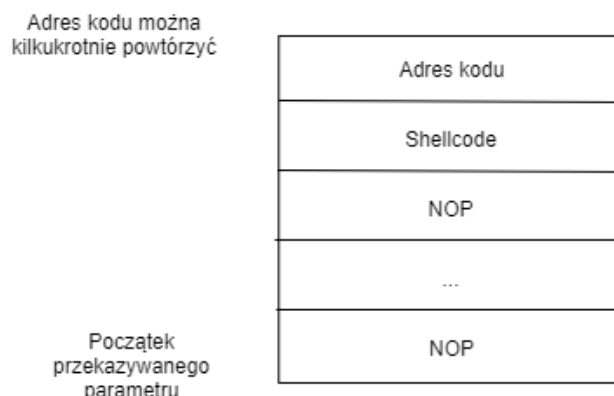 Adres kodu można
kilkukrotnie powtórzyć
Adres kodu
Shellcode
NOP
...
NOP
Początek
przekazywanego
parametru